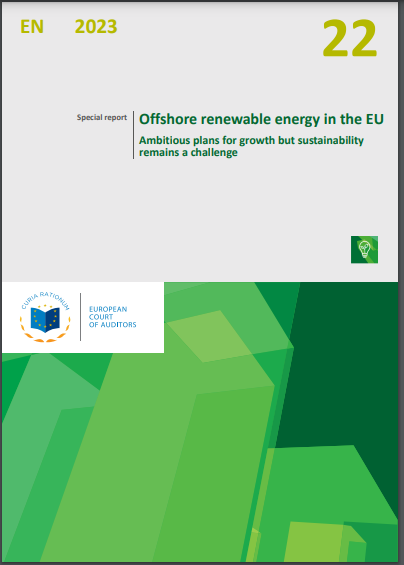 EN 2023
22
Special report
Offshore renewable energy in the EU
Ambitious plans for growth but sustainability
remains a challenge
CURIA RATIONUM
EUROPEAN
COURT
OF AUDITORS